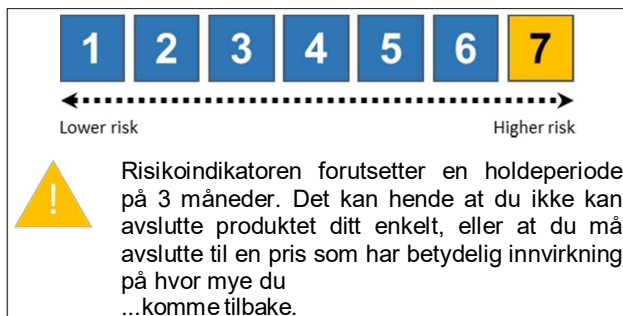 1 2 3 4 5 6 7
Lower risk Higher risk
!
Risikoindikatoren forutsetter en holdeperiode
på 3 måneder. Det kan hende at du ikke kan
avslutte produktet ditt enkelt, eller at du må
avslutte til en pris som har betydelig innvirkning
på hvor mye du
...komme tilbake.